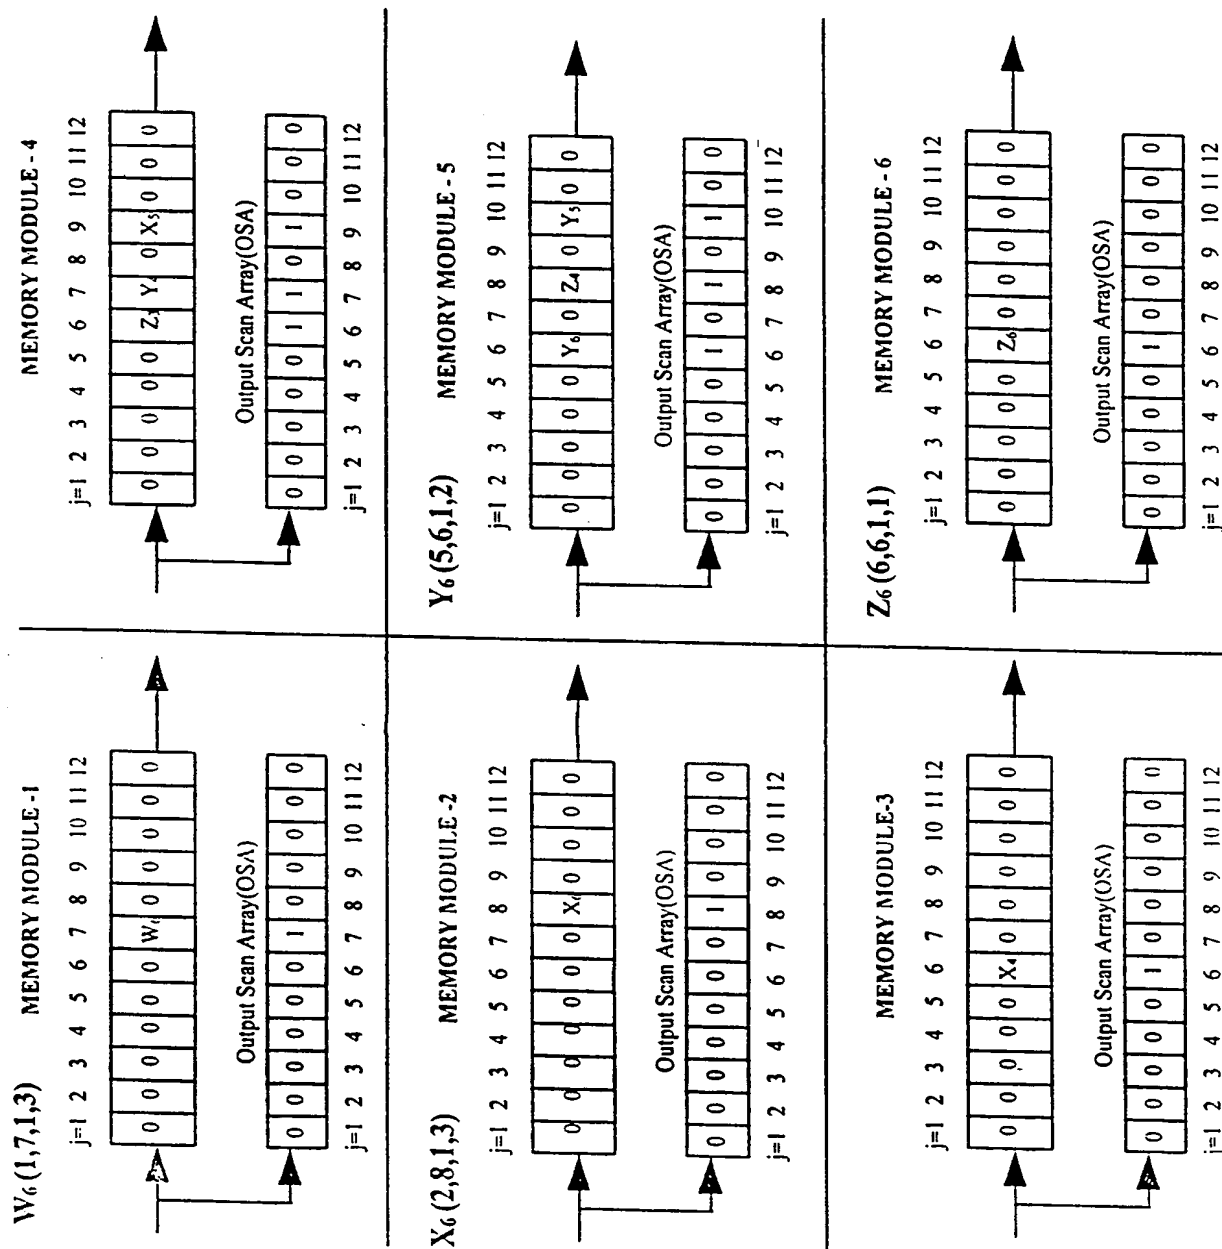 W₆ (1,7,1,3) MEMORY MODULE -1
j=1 2 3 4 5 6 7 8 9 10 11 12
0 0 0 0 0 0 W₆ 0 0 0 0 0
Output Scan Array(OSA)
0 0 0 0 0 0 1 0 0 0 0 0
j=1 2 3 4 5 6 7 8 9 10 11 12
MEMORY MODULE - 4
j=1 2 3 4 5 6 7 8 9 10 11 12
0 0 0 0 0 Z₃ Y₄ 0 X₅ 0 0 0
Output Scan Array(OSA)
0 0 0 0 0 1 1 0 1 0 0 0
j=1 2 3 4 5 6 7 8 9 10 11 12
X₆ (2,8,1,3) MEMORY MODULE -2
j=1 2 3 4 5 6 7 8 9 10 11 12
0 0 0 0 0 0 0 X₆ 0 0 0 0
Output Scan Array(OSA)
0 0 0 0 0 0 0 1 0 0 0 0
j=1 2 3 4 5 6 7 8 9 10 11 12
Y₆ (5,6,1,2) MEMORY MODULE - 5
j=1 2 3 4 5 6 7 8 9 10 11 12
0 0 0 0 0 Y₆ 0 Z₄ 0 Y₅ 0 0
Output Scan Array(OSA)
0 0 0 0 0 1 0 1 0 1 0 0
j=1 2 3 4 5 6 7 8 9 10 11 12
MEMORY MODULE-3
j=1 2 3 4 5 6 7 8 9 10 11 12
0 0 0 0 0 X₄ 0 0 0 0 0 0
Output Scan Array(OSA)
0 0 0 0 0 1 0 0 0 0 0 0
j=1 2 3 4 5 6 7 8 9 10 11 12
Z₆ (6,6,1,1) MEMORY MODULE - 6
j=1 2 3 4 5 6 7 8 9 10 11 12
0 0 0 0 0 Z₆ 0 0 0 0 0 0
Output Scan Array(OSA)
0 0 0 0 0 1 0 0 0 0 0 0
j=1 2 3 4 5 6 7 8 9 10 11 12